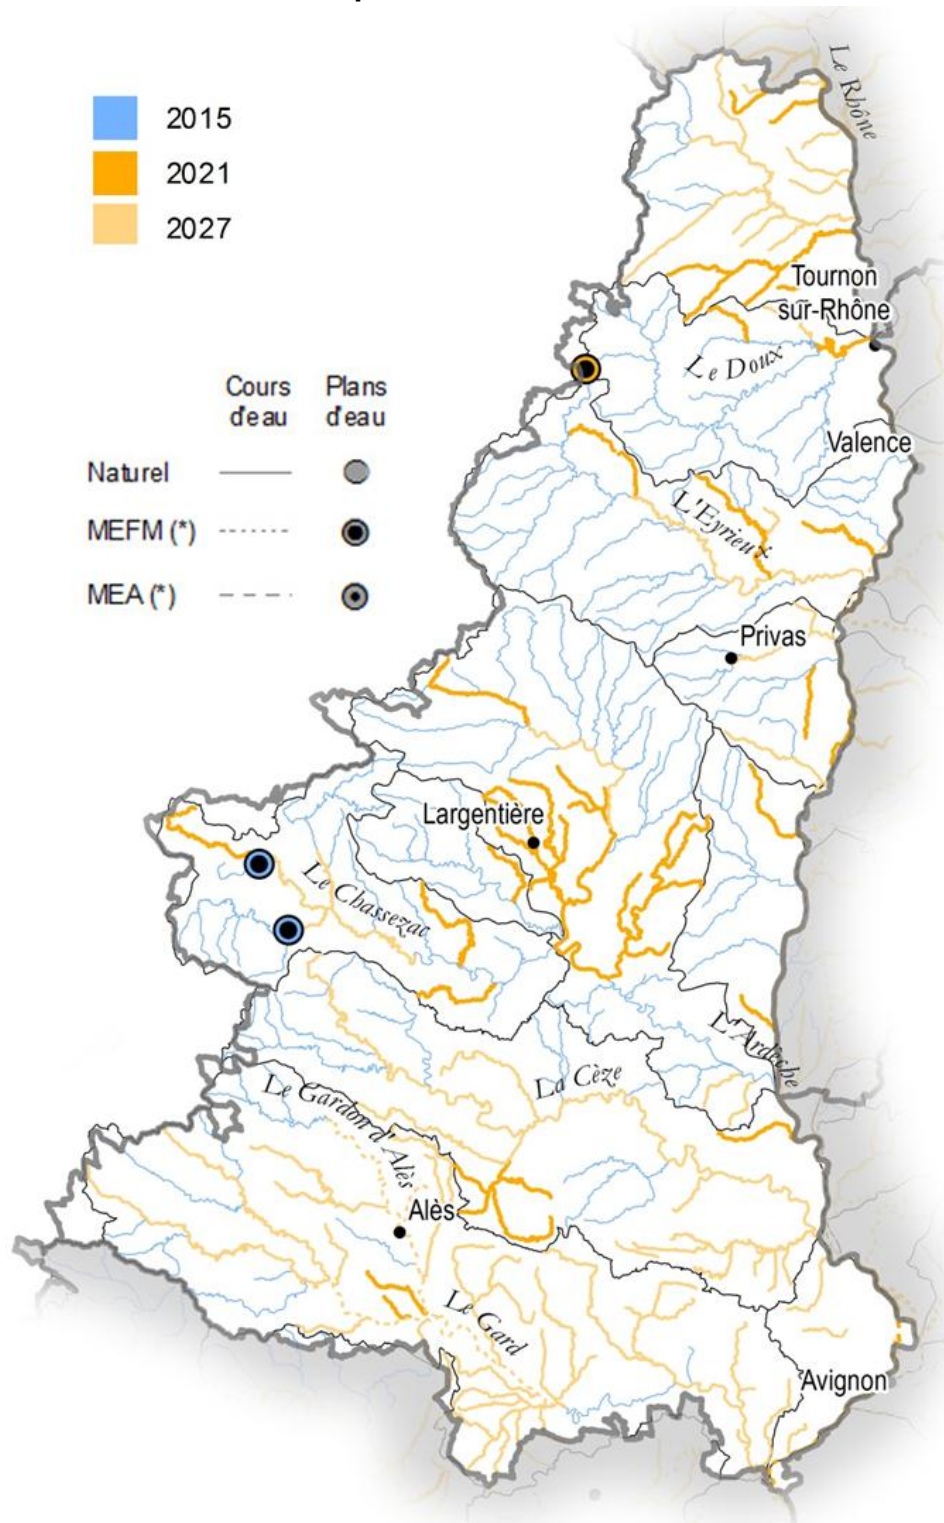 2015
2021
2027
Cours
d'eau
Plans
d'eau
Naturel
MEFM (*)
MEA (*)
Le Rhône
Tournon
sur-Rhône
Le Doux
Valence
L'Eyrieux
Privas
Largentière
Le Chassezac
L'Ardèche
La Cèze
Le Gardon d'Alès
Alès
Le Gard
Avignon